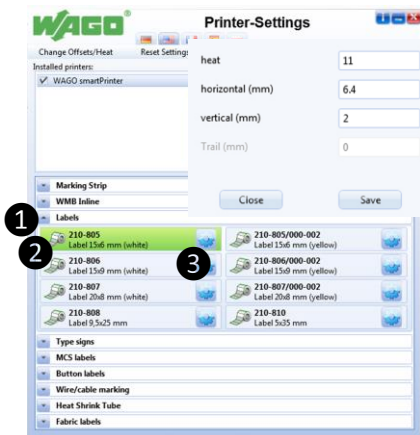 WAGO®
Change Offsets/Heat
Reset Settings
Installed printers:
WAGO smartPrinter
Printer-Settings
heat
11
horizontal (mm)
6.4
vertical (mm)
2
Trail (mm)
0
Close
Save
Marking Strip
WMB Inline
1
Labels
2
210-805
Label 15x6 mm (white)
3
210-805/000-002
Label 15x6 mm (yellow)
210-806
Label 15x9 mm (white)
210-806/000-002
Label 15x9 mm (yellow)
210-807
Label 20x8 mm (white)
210-807/000-002
Label 20x8 mm (yellow)
210-808
Label 9,5x25 mm
210-810
Label 5x35 mm
Type signs
MCS labels
Button labels
Wire/cable marking
Heat Shrink Tube
Fabric labels